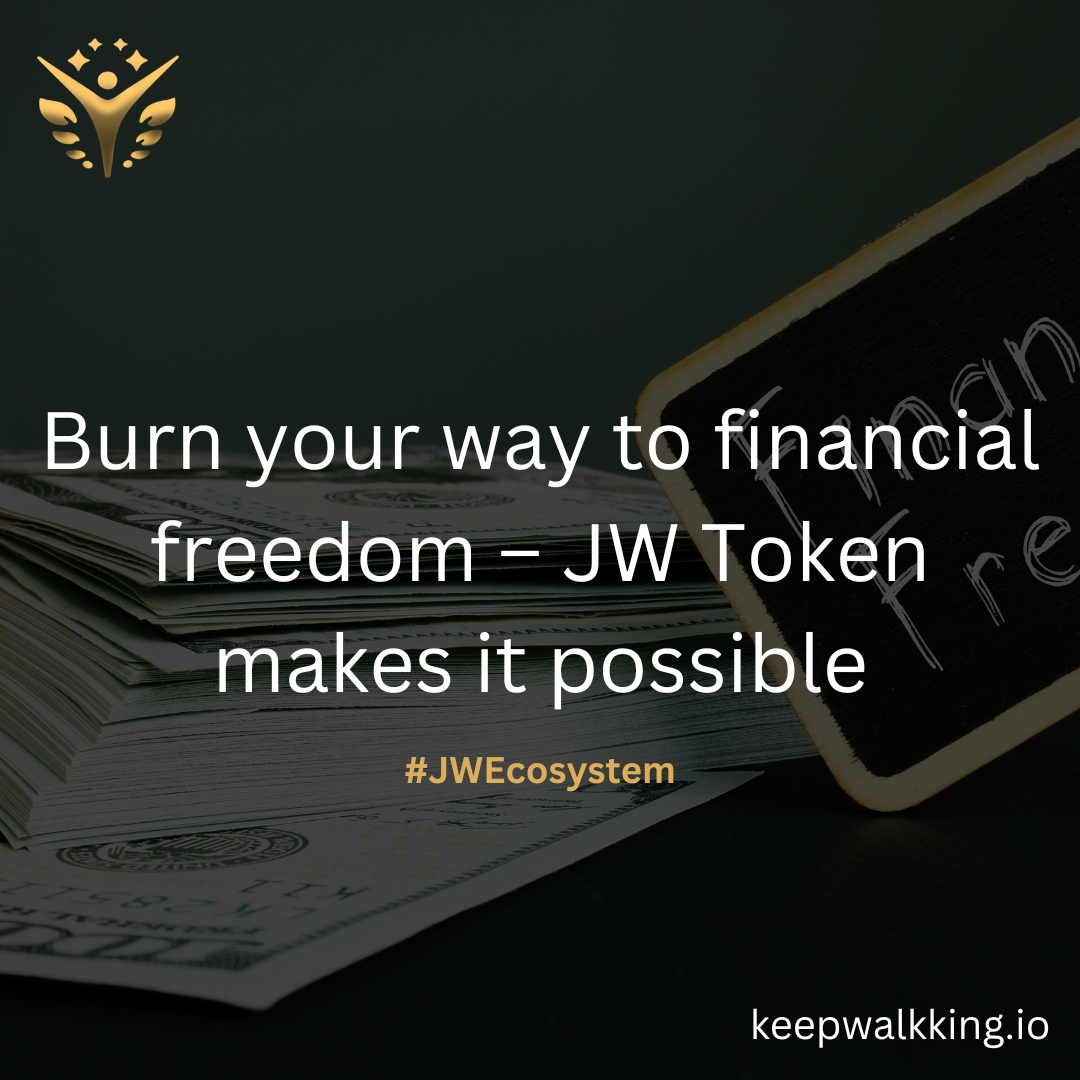 Burn your way to financial
freedom – JW Token
makes it possible
#JWEcosystem
keepwalkking.io